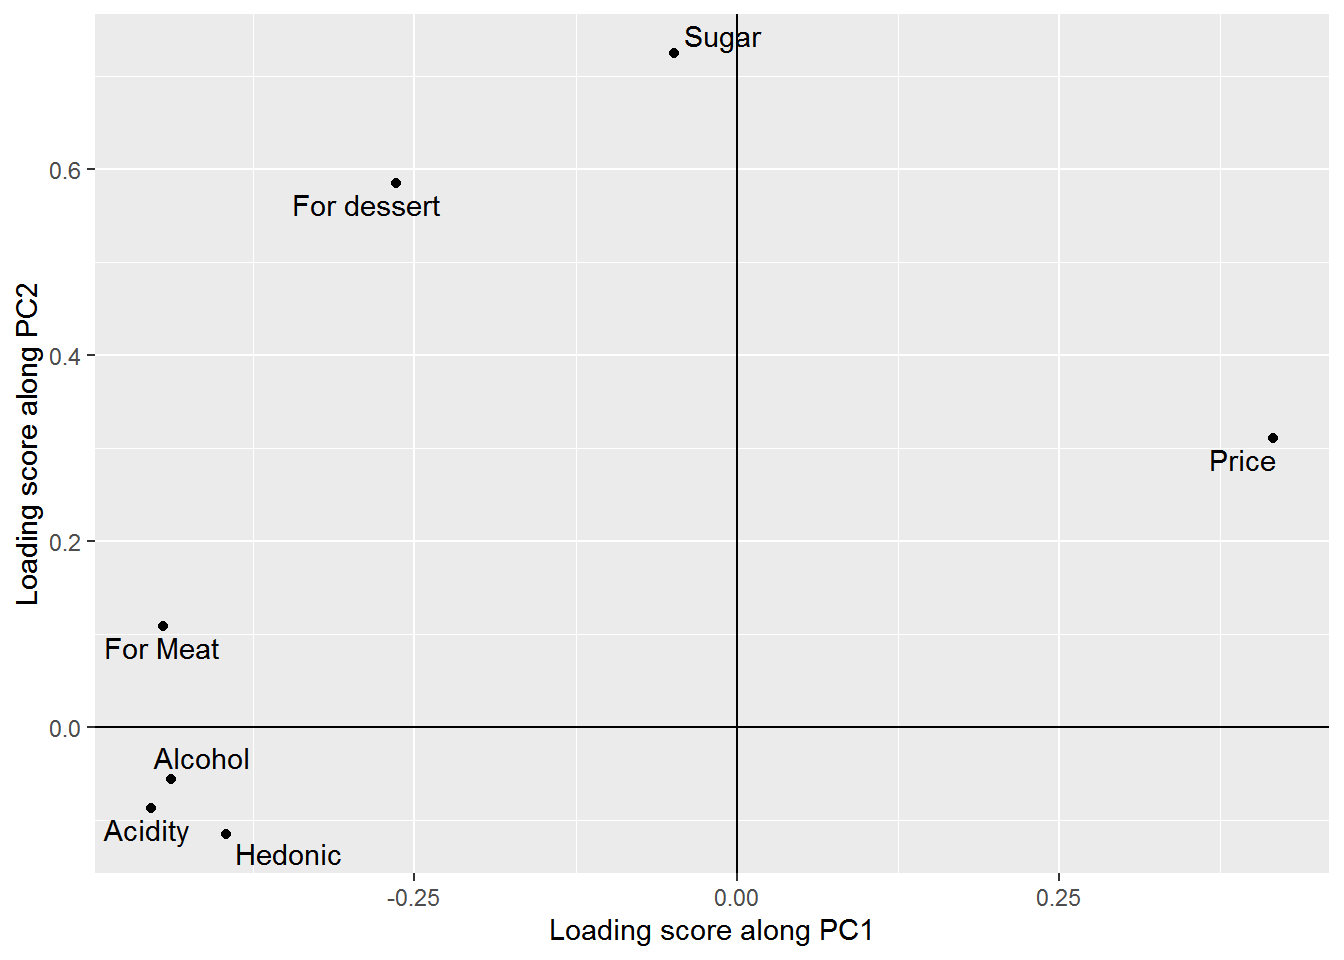 Sugar
0.6
For dessert
0.4
Price
0.2
For Meat
0.0
Alcohol
Acidity
Hedonic
-0.25
0.00
0.25
Loading score along PC1
Loading score along PC2